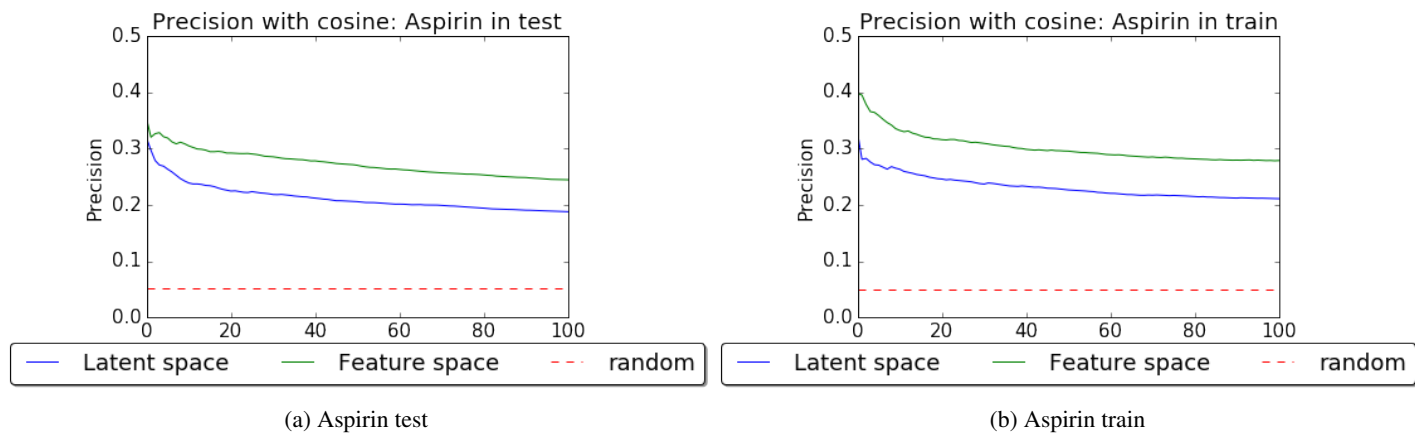 Precision with cosine: Aspirin in test
0.5
0.4
0.3
0.2
0.1
0.0
Precision
0 20 40 60 80 100
Latent space Feature space random
(a) Aspirin test
Precision with cosine: Aspirin in train
0.5
0.4
0.3
0.2
0.1
0.0
Precision
0 20 40 60 80 100
Latent space Feature space random
(b) Aspirin train